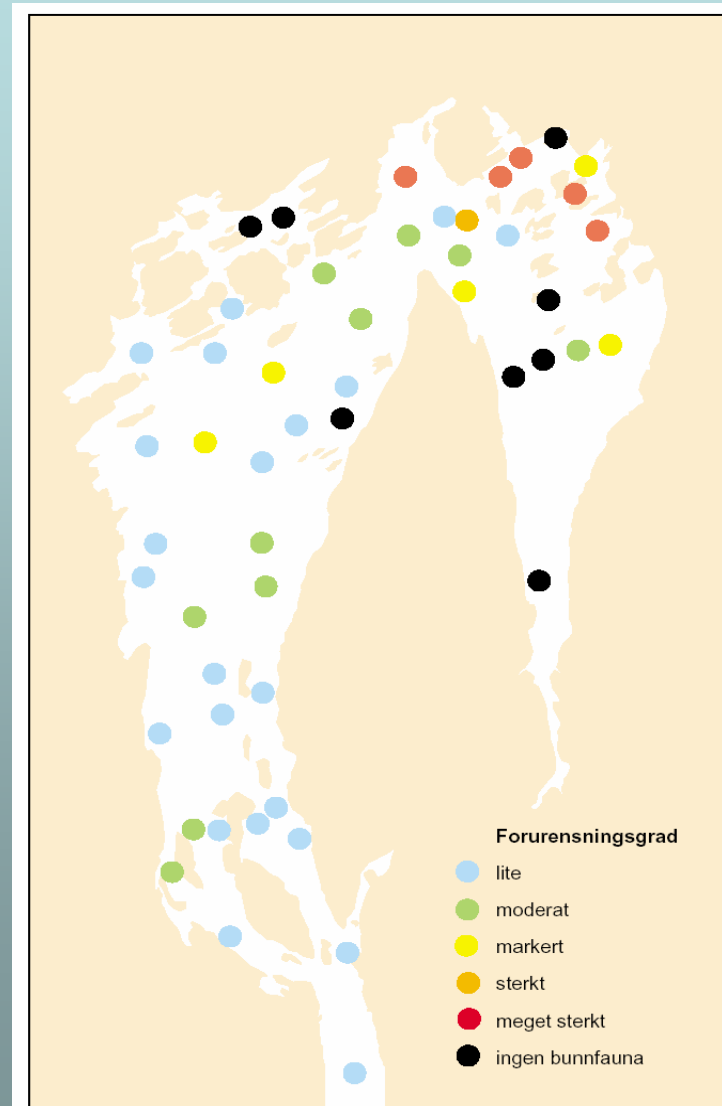 Forurensningsgrad
lite
moderat
markert
sterkt
meget sterkt
ingen bunnfauna